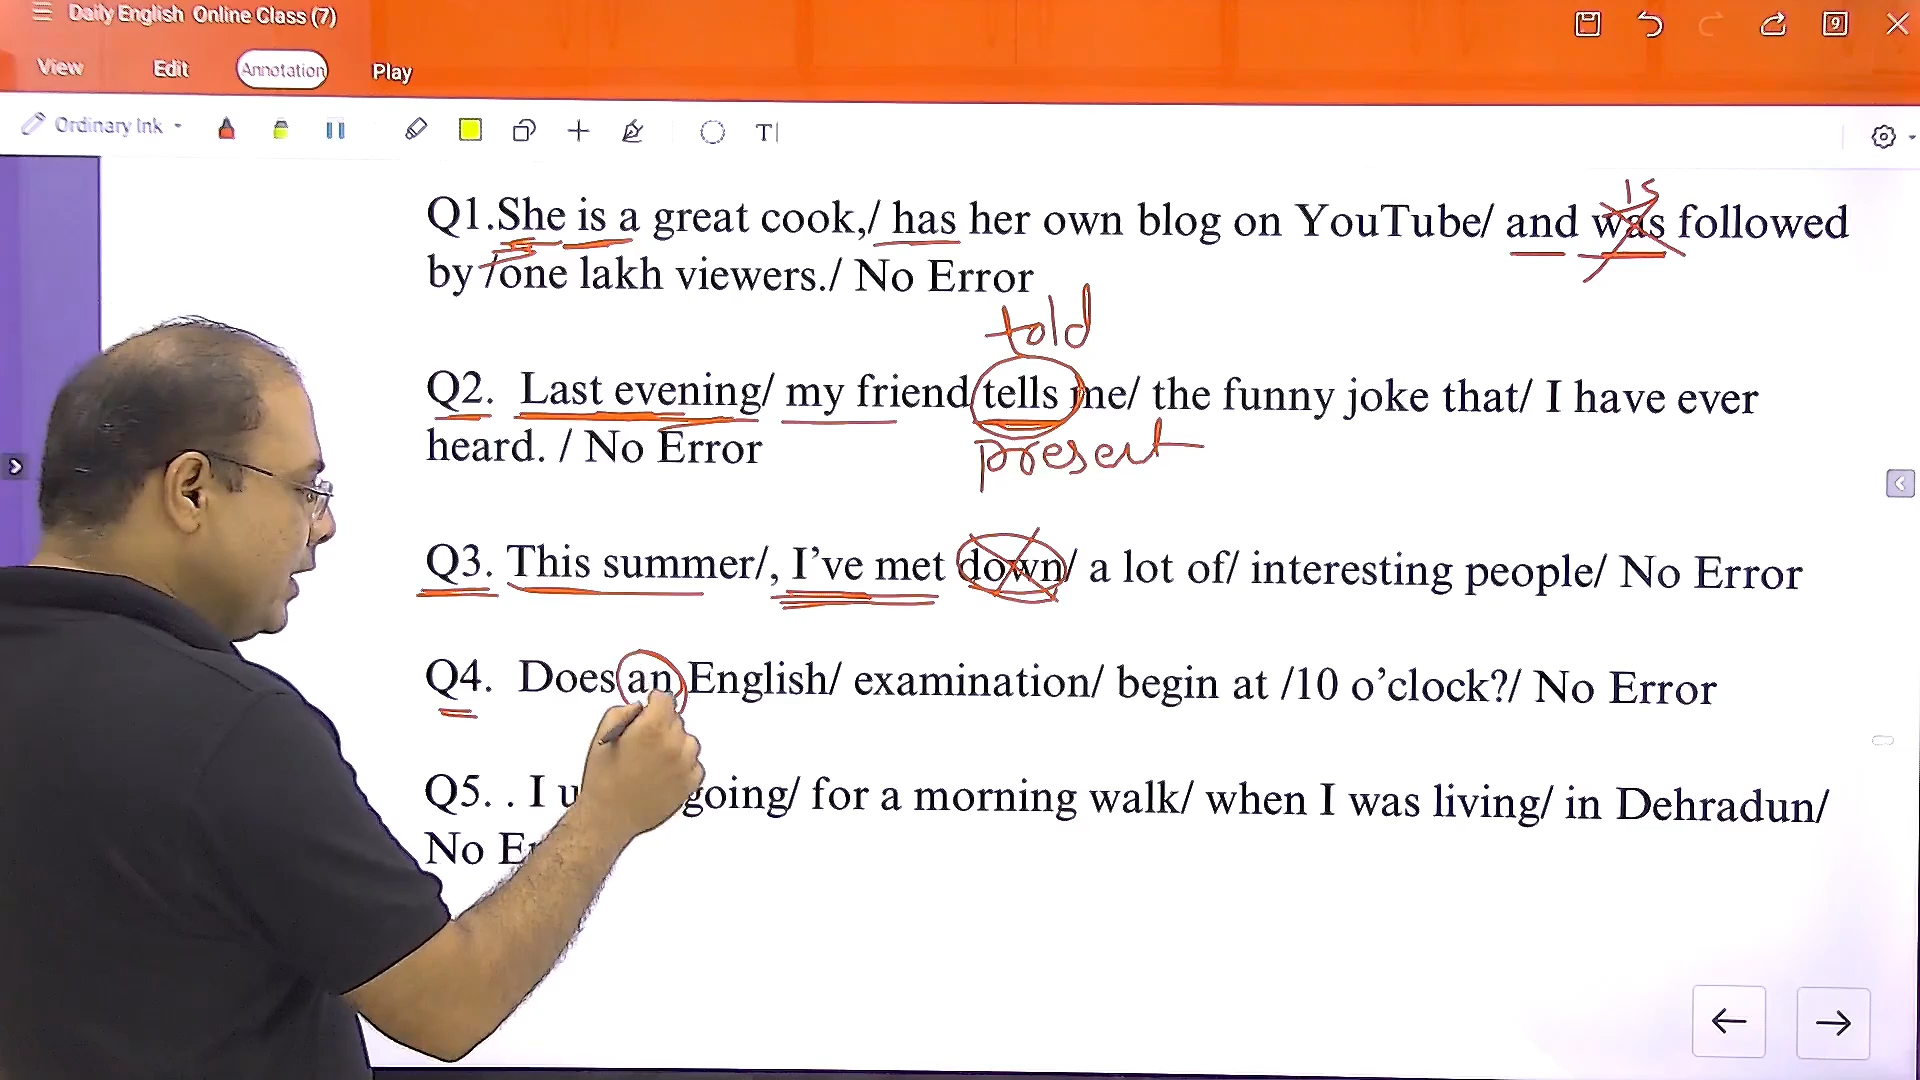 Daily English Online Class (7)
9
View Edit Annotation Play
Ordinary Ink T|
is
Q1.She is a great cook,/ has her own blog on YouTube/ and was followed
by /one lakh viewers./ No Error
told
Q2. Last evening/ my friend tells me/ the funny joke that/ I have ever
heard. / No Error
present
Q3. This summer/, I've met down/ a lot of/ interesting people/ No Error
Q4. Does an English/ examination/ begin at /10 o'clock?/ No Error
Q5. . I going/ for a morning walk/ when I was living/ in Dehradun/
No